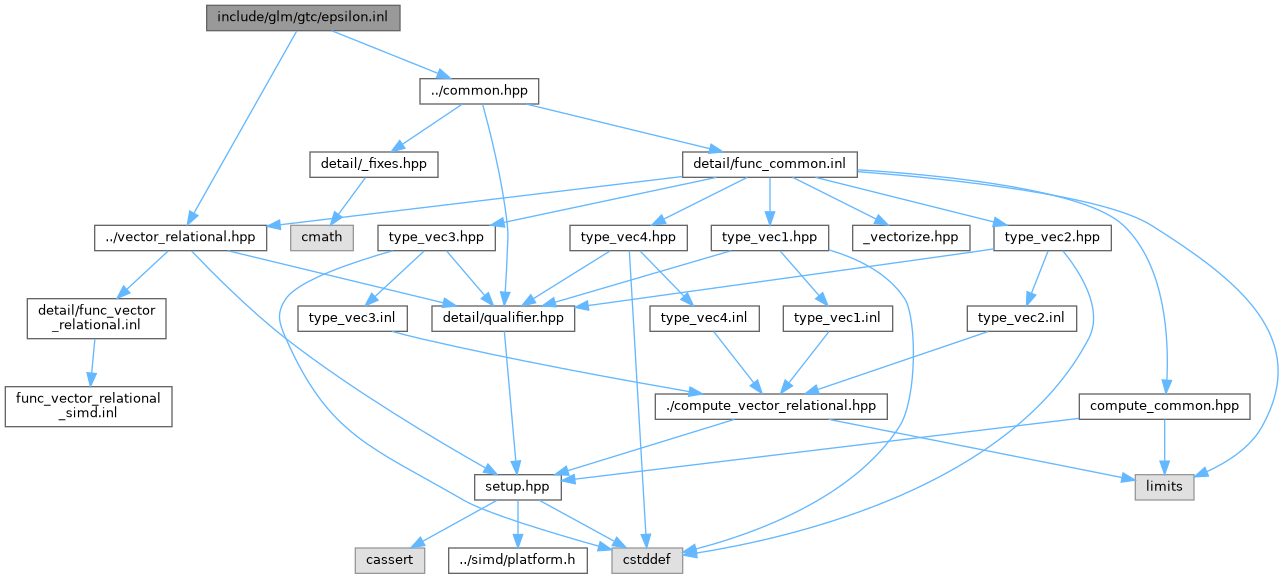 include/glm/gtc/epsilon.inl
../common.hpp
detail/_fixes.hpp
detail/func_common.inl
../vector_relational.hpp
cmath
type_vec3.hpp
type_vec4.hpp
type_vec1.hpp
_vectorize.hpp
type_vec2.hpp
detail/func_vector
_relational.inl
type_vec3.inl
detail/qualifier.hpp
type_vec4.inl
type_vec1.inl
type_vec2.inl
func_vector_relational
_simd.inl
./compute_vector_relational.hpp
compute_common.hpp
setup.hpp
limits
cassert
../simd/platform.h
cstddef